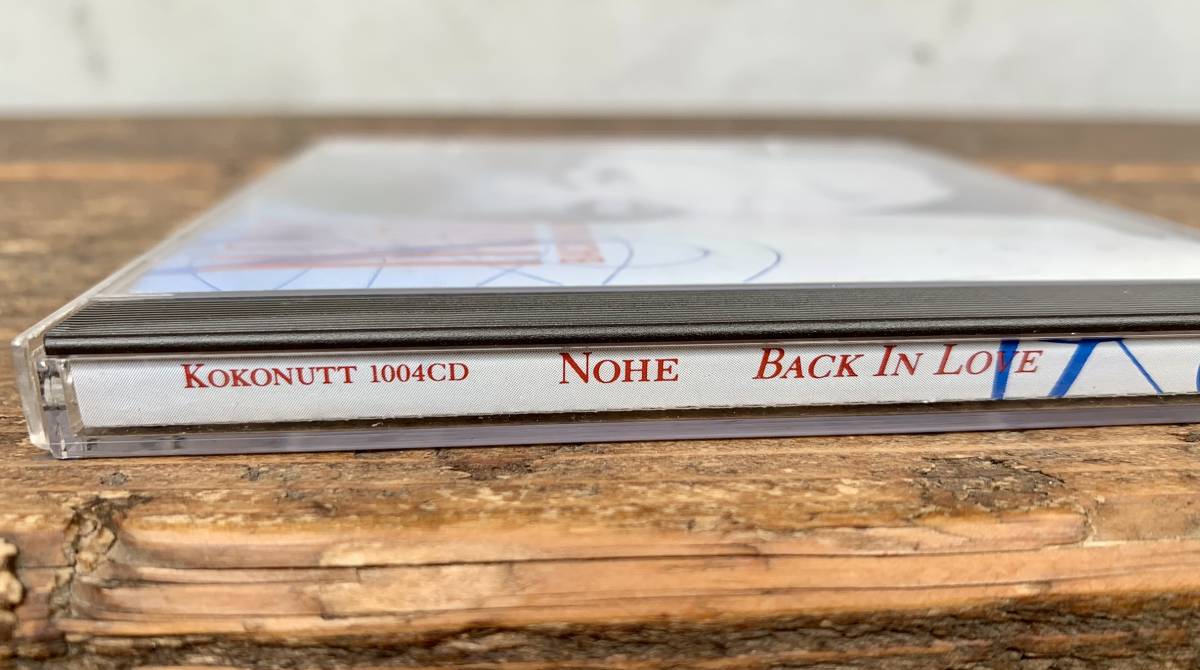 KOKONUTT 1004CD NOHE BACK IN LOVE